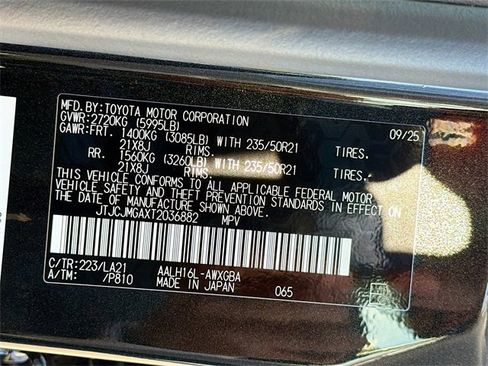 MFD.BY:TOYOTA MOTOR CORPORATION 09/25
GVWR:2720KG (5995LB)
GAWR:FRT. 1400KG (3085LB) WITH 235/50R21 TIRES.
21X8J RIMS.
RR. 1560KG (3260LB) WITH 235/50R21 TIRES.
21X8J RIMS.
THIS VEHICLE CONFORMS TO ALL APPLICABLE FEDERAL MOTOR
VEHICLE SAFETY AND THEFT PREVENTION STANDARDS IN EFFECT ON
THE DATE OF MANUFACTURE SHOWN ABOVE.
JTJCJMGAXT2036882 MPV
C/TR:223/LA21 AALH16L-AWXGBA
A/TM: /P810 MADE IN JAPAN 065